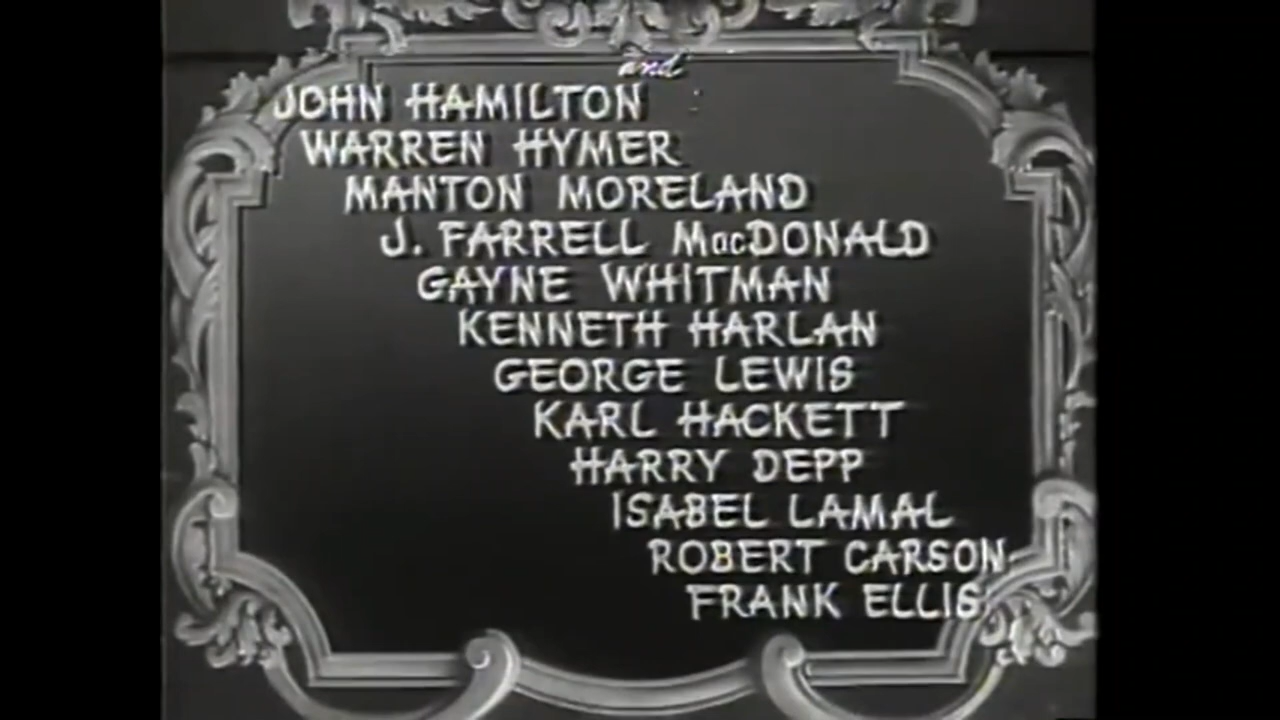 and
JOHN HAMILTON
WARREN HYMER
MANTON MORELAND
J. FARRELL MacDONALD
GAYNE WHITMAN
KENNETH HARLAN
GEORGE LEWIS
KARL HACKETT
HARRY DEPP
ISABEL LAMAL
ROBERT CARSON
FRANK ELLIS